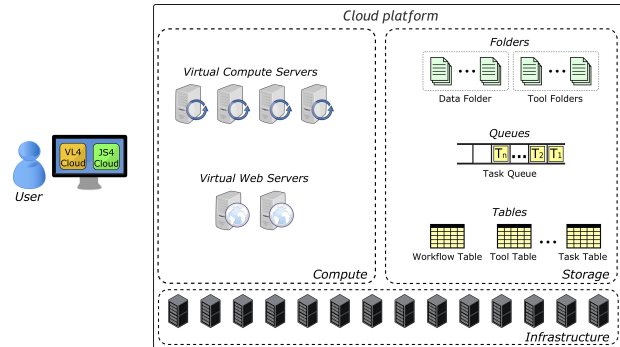 Cloud platform
Virtual Compute Servers
Virtual Web Servers
Compute
Folders
Data Folder
Tool Folders
Queues
Tn ... T2 T1
Task Queue
Tables
Workflow Table
Tool Table
Task Table
Storage
VL4
Cloud
JS4
Cloud
User
Infrastructure